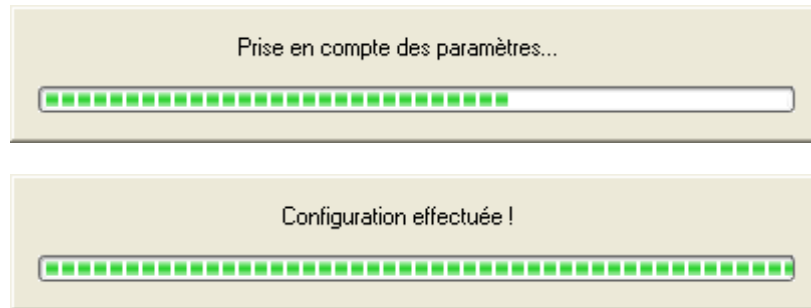 Prise en compte des paramètres...
Configuration effectuée !